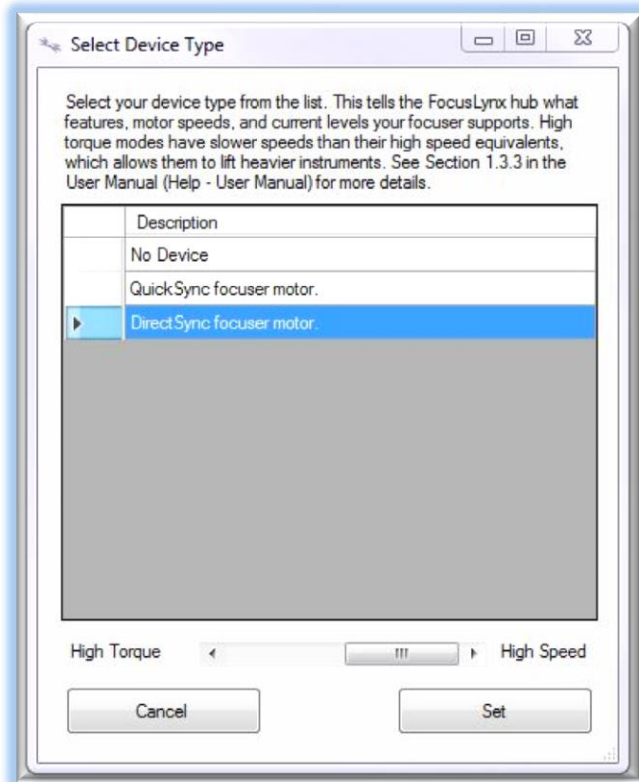 Select Device Type
Select your device type from the list. This tells the FocusLynx hub what
features, motor speeds, and current levels your focuser supports. High
torque modes have slower speeds than their high speed equivalents,
which allows them to lift heavier instruments. See Section 1.3.3 in the
User Manual (Help - User Manual) for more details.
Description
No Device
QuickSync focuser motor.
DirectSync focuser motor.
High Torque High Speed
Cancel Set